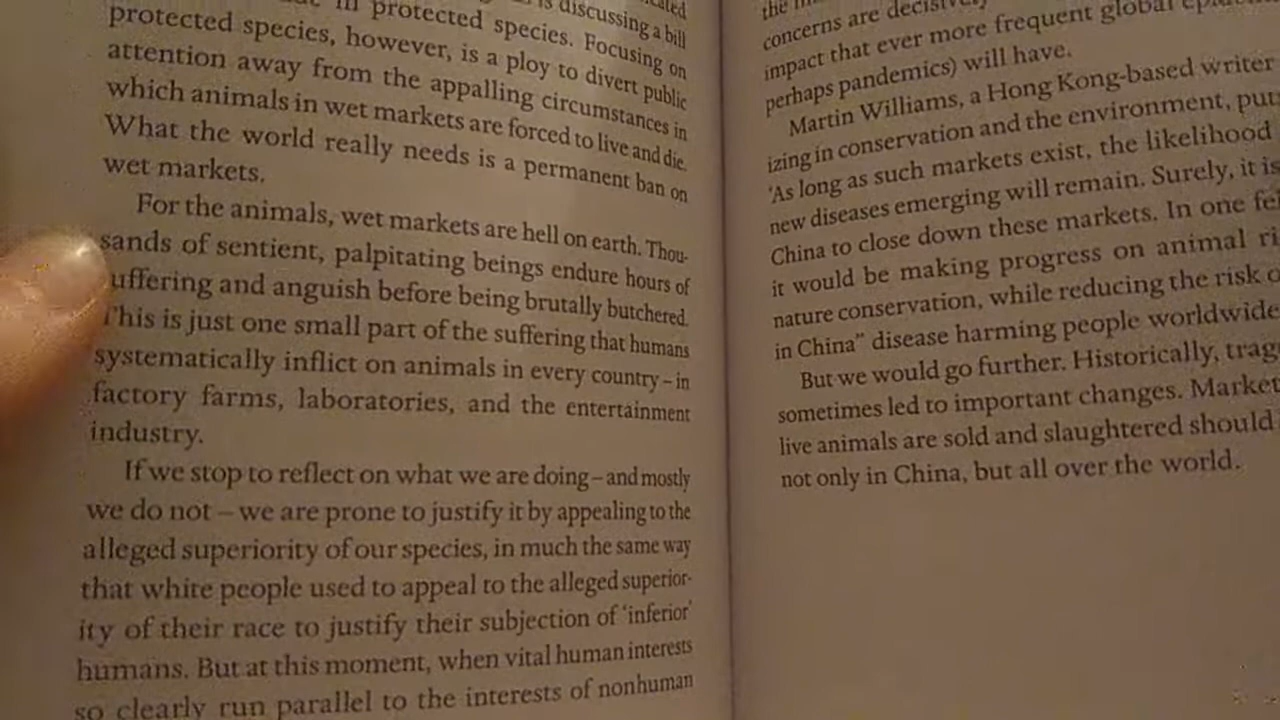 is discussing a bill
in protected species. Focusing on
protected species, however, is a ploy to divert public
attention away from the appalling circumstances in
which animals in wet markets are forced to live and die.
What the world really needs is a permanent ban on
wet markets.
For the animals, wet markets are hell on earth. Thou-
sands of sentient, palpitating beings endure hours of
suffering and anguish before being brutally butchered.
This is just one small part of the suffering that humans
systematically inflict on animals in every country – in
factory farms, laboratories, and the entertainment
industry.
If we stop to reflect on what we are doing – and mostly
we do not – we are prone to justify it by appealing to the
alleged superiority of our species, in much the same way
that white people used to appeal to the alleged superior-
ity of their race to justify their subjection of ‘inferior’
humans. But at this moment, when vital human interests
so clearly run parallel to the interests of nonhuman
the
concerns are
impact that ever more frequent global
perhaps pandemics) will have.
Martin Williams, a Hong Kong-based writer
izing in conservation and the environment,
‘As long as such markets exist, the likelihood
new diseases emerging will remain. Surely, it is
China to close down these markets. In one
it would be making progress on animal
nature conservation, while reducing the risk
in China” disease harming people worldwide
But we would go further. Historically,
sometimes led to important changes.
live animals are sold and slaughtered should
not only in China, but all over the world.